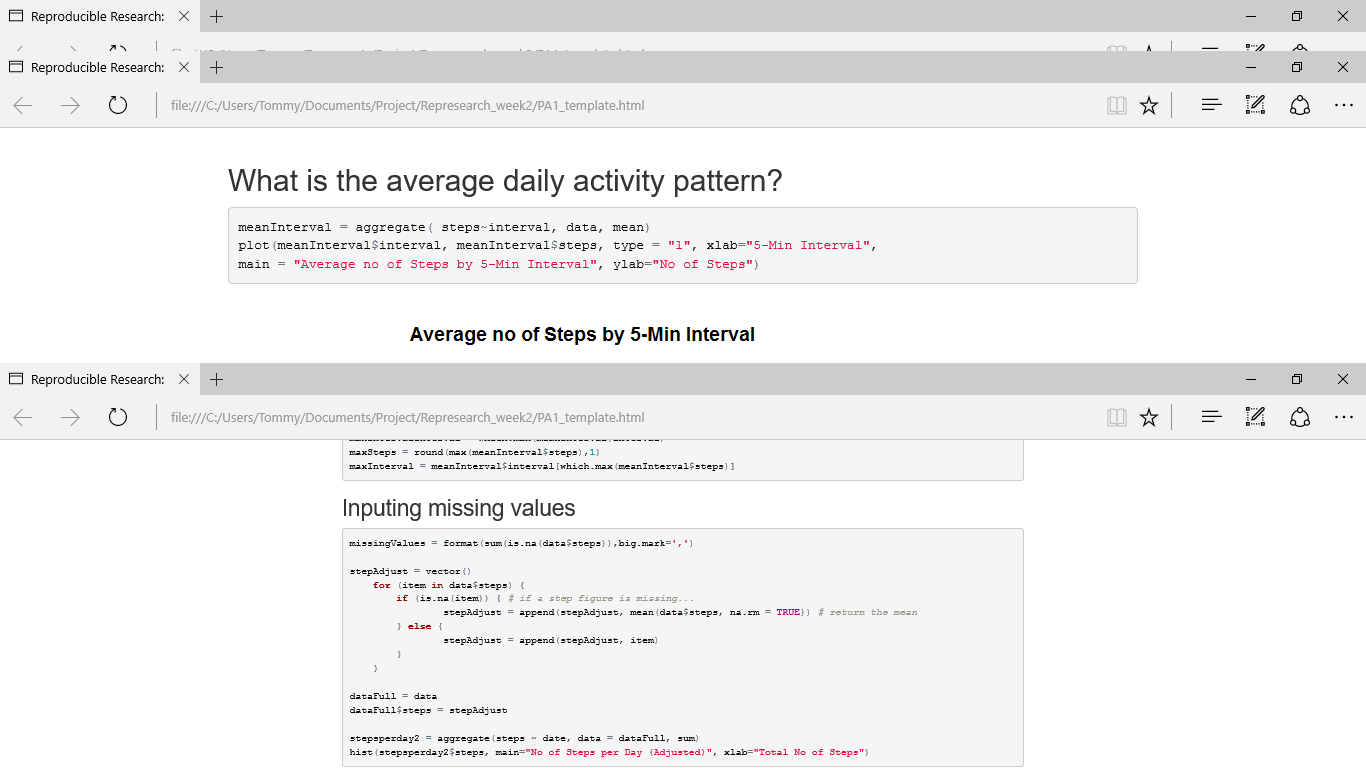 Reproducible Research:
Reproducible Research:
file:///C:/Users/Tommy/Documents/Project/Represearch_week2/PA1_template.html
What is the average daily activity pattern?
meanInterval = aggregate( steps~interval, data, mean)
plot(meanInterval$interval, meanInterval$steps, type = "l", xlab="5-Min Interval",
main = "Average no of Steps by 5-Min Interval", ylab="No of Steps")
Average no of Steps by 5-Min Interval
Reproducible Research:
file:///C:/Users/Tommy/Documents/Project/Represearch_week2/PA1_template.html
maxSteps = round(max(meanInterval$steps),1)
maxInterval = meanInterval$interval[which.max(meanInterval$steps)]
Inputing missing values
missingValues = format(sum(is.na(data$steps)),big.mark=',')
stepAdjust = vector()
for (item in data$steps) {
if (is.na(item)) { # if a step figure is missing...
stepAdjust = append(stepAdjust, mean(data$steps, na.rm = TRUE)) # return the mean
} else {
stepAdjust = append(stepAdjust, item)
}
}
dataFull = data
dataFull$steps = stepAdjust
stepsperday2 = aggregate(steps ~ date, data = dataFull, sum)
hist(stepsperday2$steps, main="No of Steps per Day (Adjusted)", xlab="Total No of Steps")